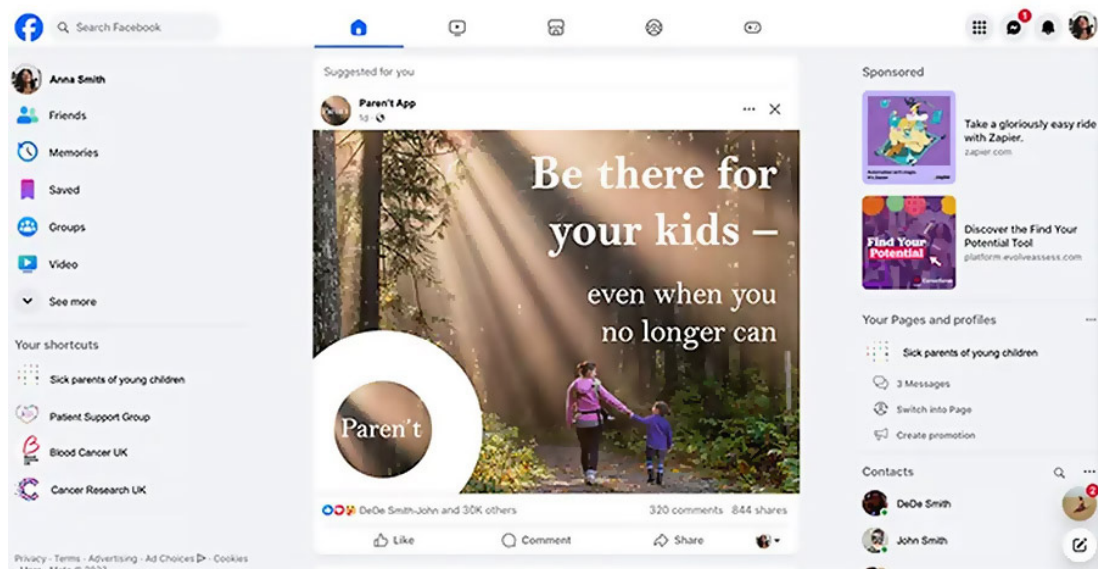 Search Facebook
1
Anna Smith
Friends
Memories
Saved
Groups
Video
See more
Your shortcuts
Sick parents of young children
Patient Support Group
Blood Cancer UK
Cancer Research UK
Privacy · Terms · Advertising · Ad Choices · Cookies
Suggested for you
Paren't App
1d ·
Be there for
your kids –
even when you
no longer can
Paren't
DeDe Smith-John and 30K others
320 comments 844 shares
Like
Comment
Share
Sponsored
Take a gloriously easy ride
with Zapier.
zapier.com
Find Your
Potential
Discover the Find Your
Potential Tool
platform.evolveassess.com
Your Pages and profiles
Sick parents of young children
3 Messages
Switch into Page
Create promotion
Contacts
DeDe Smith
2
John Smith